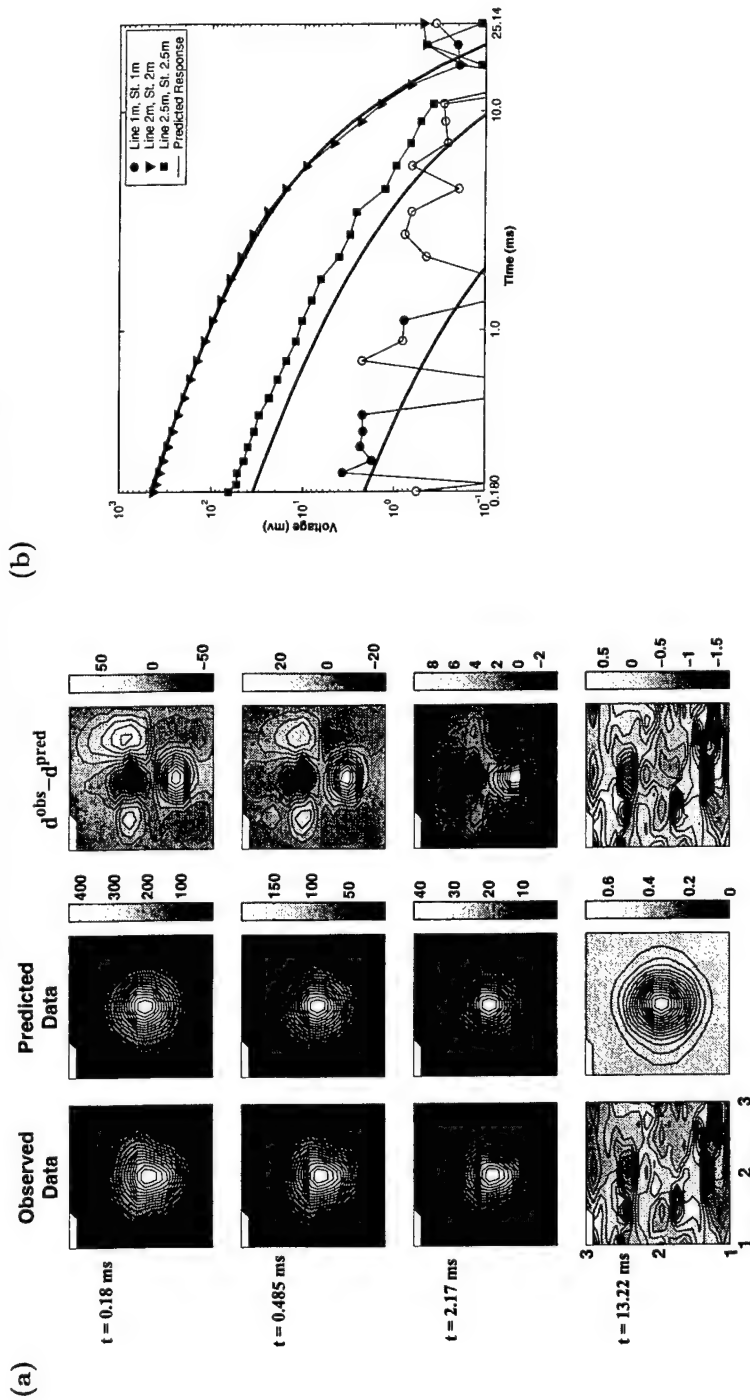 (a)
Observed
Data
Predicted
Data
d^obs−d^pred
t = 0.18 ms
400
300
200
100
50
0
−50
t = 0.485 ms
150
100
50
20
0
−20
t = 2.17 ms
40
30
20
10
8
6
4
2
0
−2
t = 13.22 ms
3
2
1
1
2
3
0.6
0.4
0.2
0
0.5
0
−0.5
−1
−1.5
(b)
Line 1m, St. 1m
Line 2m, St. 2m
Line 2.5m, St. 2.5m
Predicted Response
Voltage (mv)
10^3
10^2
10^1
10^0
10^-1
0.180
1.0
10.0
25.14
Time (ms)